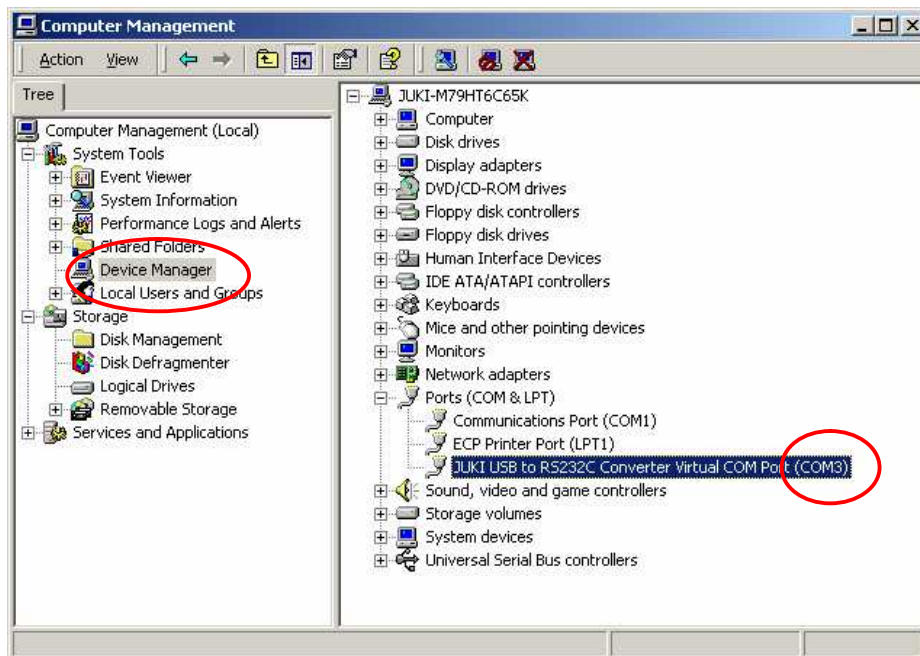 Computer Management
Action View
Tree
Computer Management (Local)
System Tools
Event Viewer
System Information
Performance Logs and Alerts
Shared Folders
Device Manager
Local Users and Groups
Storage
Disk Management
Disk Defragmenter
Logical Drives
Removable Storage
Services and Applications
JUKI-M79HT6C65K
Computer
Disk drives
Display adapters
DVD/CD-ROM drives
Floppy disk controllers
Floppy disk drives
Human Interface Devices
IDE ATA/ATAPI controllers
Keyboards
Mice and other pointing devices
Monitors
Network adapters
Ports (COM & LPT)
Communications Port (COM1)
ECP Printer Port (LPT1)
JUKI USB to RS232C Converter Virtual COM Port (COM3)
Sound, video and game controllers
Storage volumes
System devices
Universal Serial Bus controllers